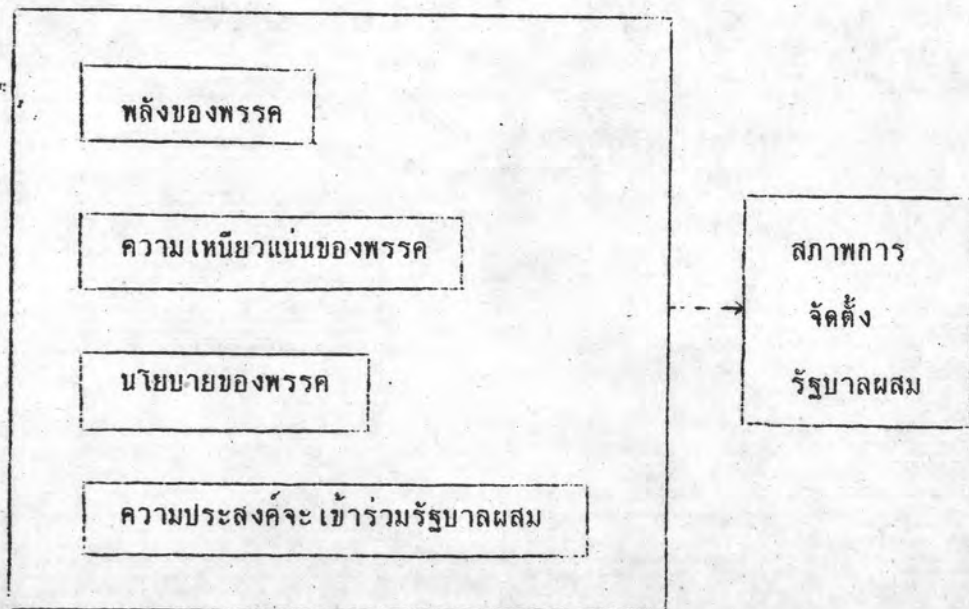 พลังของพรรค
ความเหนียวแน่นของพรรค
นโยบายของพรรค
ความประสงค์จะเข้าร่วมรัฐบาลผสม
สภาพการ
จัดตั้ง
รัฐบาลผสม